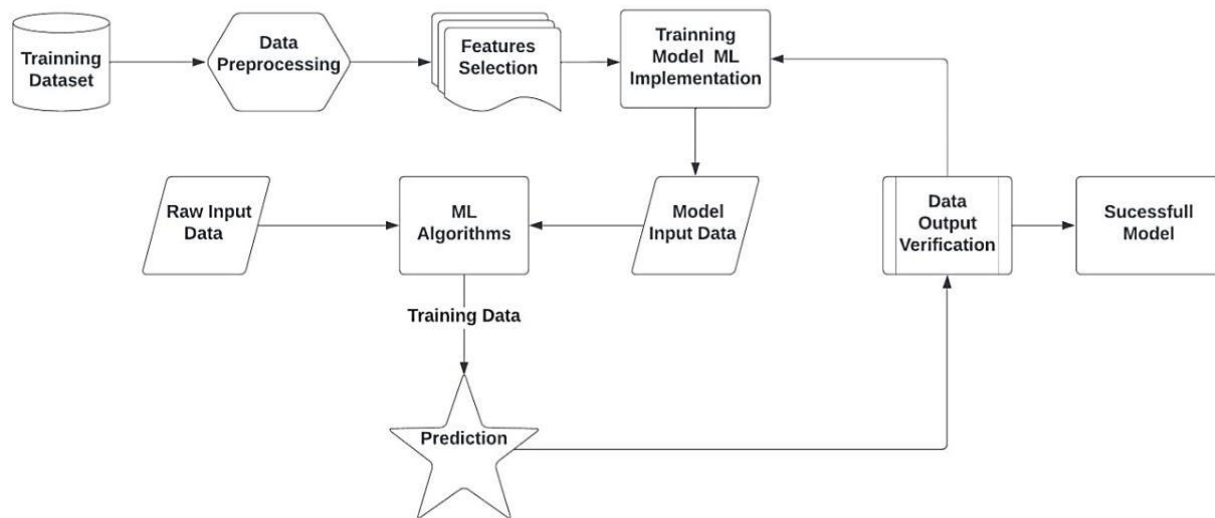 Trainning
Dataset
Data
Preprocessing
Features
Selection
Trainning
Model ML
Implementation
Raw Input
Data
ML
Algorithms
Model
Input Data
Data
Output
Verification
Sucessfull
Model
Training Data
Prediction